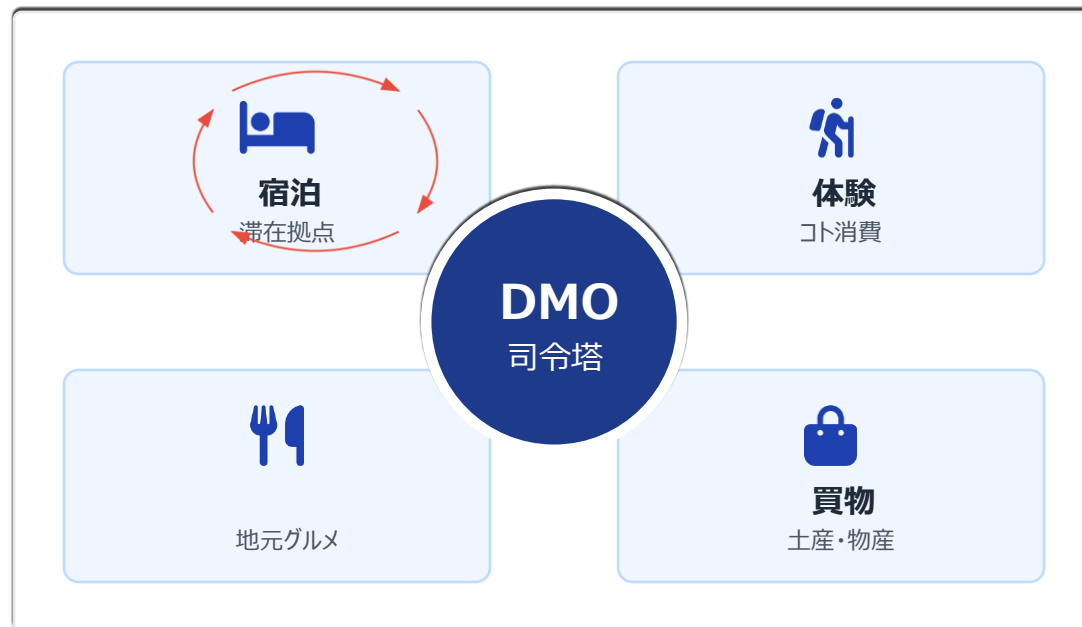 宿泊
滞在拠点
体験
コト消費
DMO
司令塔
地元グルメ
買物
土産・物産